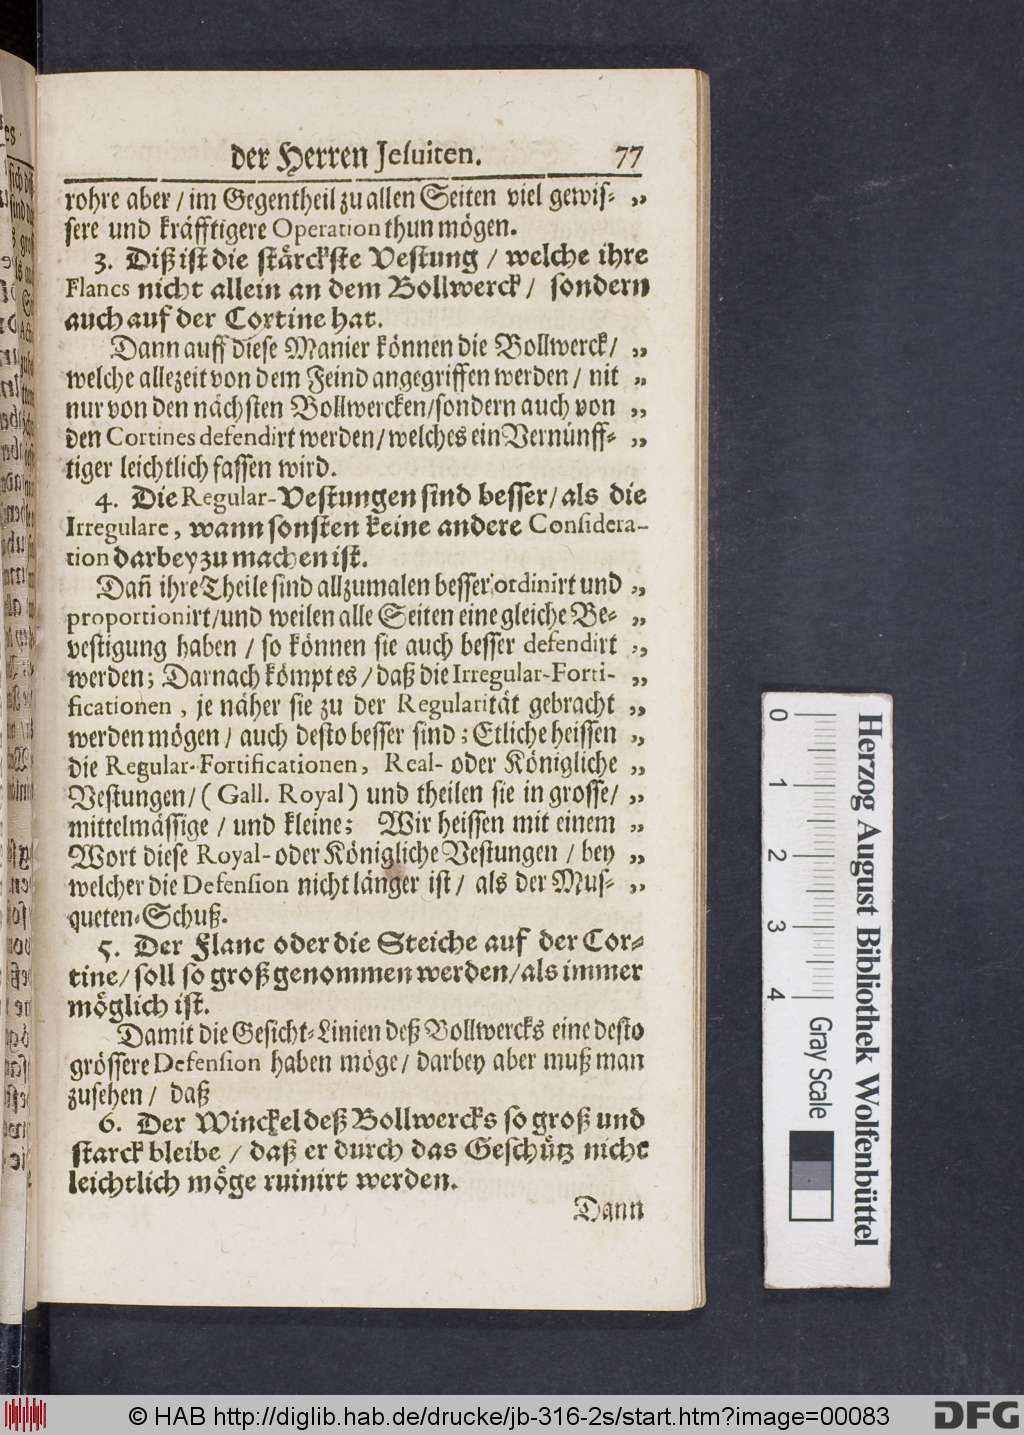 der Herren Jesuiten. 77
rohre aber / im Gegentheil zu allen Seiten viel gewis- „
sere und kräfftigere Operation thun mögen.
3. Diß ist die stärckste Vestung / welche ihre
Flancs nicht allein an dem Bollwerck / sondern
auch auf der Cortine hat.
Dann auff diese Manier können die Bollwerck / „
welche allezeit von dem Feind angegriffen werden / nit „
nur von den nächsten Bollwercken/sondern auch von „
den Cortines defendirt werden / welches ein Vernünff- „
tiger leichtlich fassen wird.
4. Die Regular-Vestungen sind besser / als die
Irregulare, wann sonsten keine andere Considera-
tion darbey zu machen ist.
Dañ ihre Theile sind allzumalen besser ordinirt und „
proportionirt/und weilen alle Seiten eine gleiche Be- „
vestigung haben / so können sie auch besser defendirt „
werden; Darnach kömpt es / daß die Irregular-Forti- „
ficationen, je näher sie zu der Regularität gebracht „
werden mögen / auch desto besser sind; Etliche heissen „
die Regular-Fortificationen, Real- oder Königliche „
Vestungen/ (Gall. Royal) und theilen sie in grosse/ „
mittelmässige / und kleine; Wir heissen mit einem „
Wort diese Royal- oder Königliche Vestungen / bey „
welcher die Defension nicht länger ist / als der Mus- „
queten-Schuß.
5. Der Flanc oder die Steiche auf der Cor-
tine / soll so groß genommen werden/als immer
möglich ist.
Damit die Gesicht-Linien deß Bollwercks eine desto
grössere Defension haben möge / darbey aber muß man
zusehen / daß
6. Der Winckel deß Bollwercks so groß und
starck bleibe / daß er durch das Geschütz nicht
leichtlich möge ruinirt werden.
Dann
0 1 2 3 4 Gray Scale
Herzog August Bibliothek Wolfenbüttel
© HAB http://diglib.hab.de/drucke/jb-316-2s/start.htm?image=00083
DFG